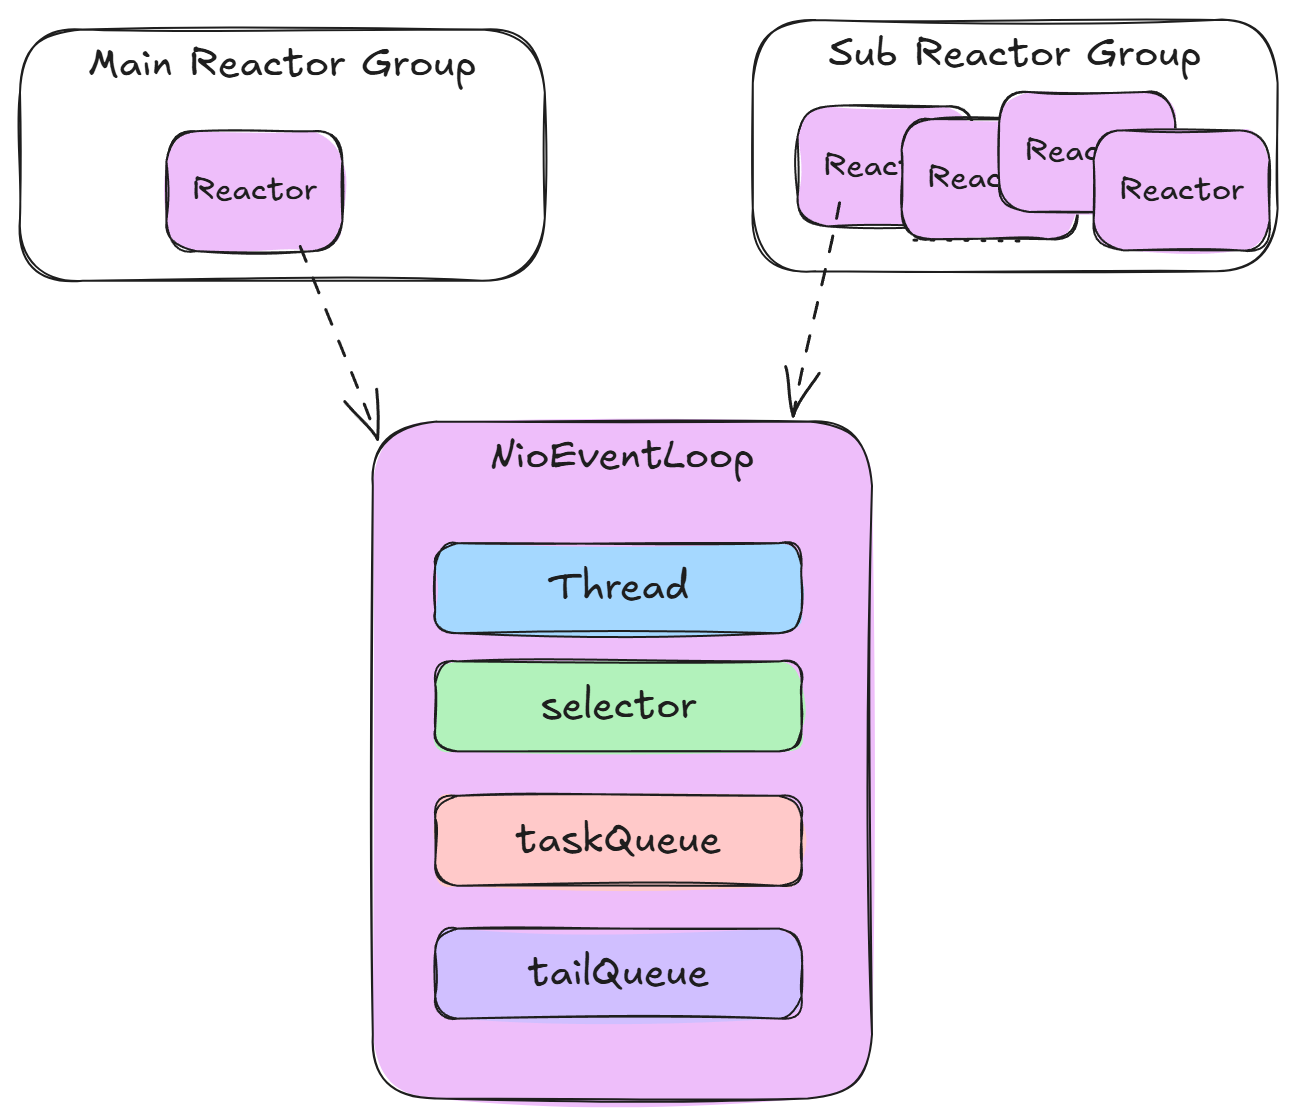 Main Reactor Group
Reactor
Sub Reactor Group
Reac
Reac
Reac
Reactor
NioEventLoop
Thread
selector
taskQueue
tailQueue